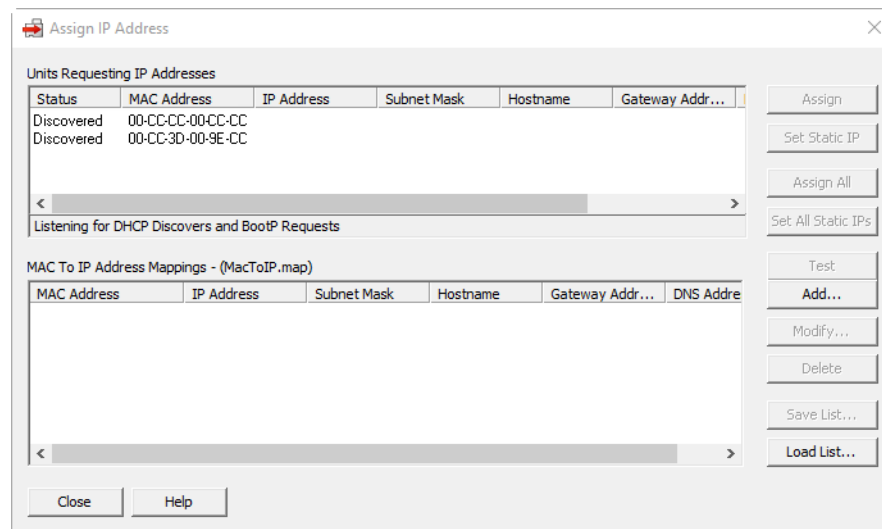 Assign IP Address
Units Requesting IP Addresses
Status MAC Address IP Address Subnet Mask Hostname Gateway Addr...
Discovered 00-CC-CC-00-CC-CC
Discovered 00-CC-3D-00-9E-CC
Listening for DHCP Discovers and BootP Requests
Assign
Set Static IP
Assign All
Set All Static IPs
MAC To IP Address Mappings - (MacToIP.map)
MAC Address IP Address Subnet Mask Hostname Gateway Addr... DNS Addre
Test
Add...
Modify...
Delete
Save List...
Load List...
Close Help